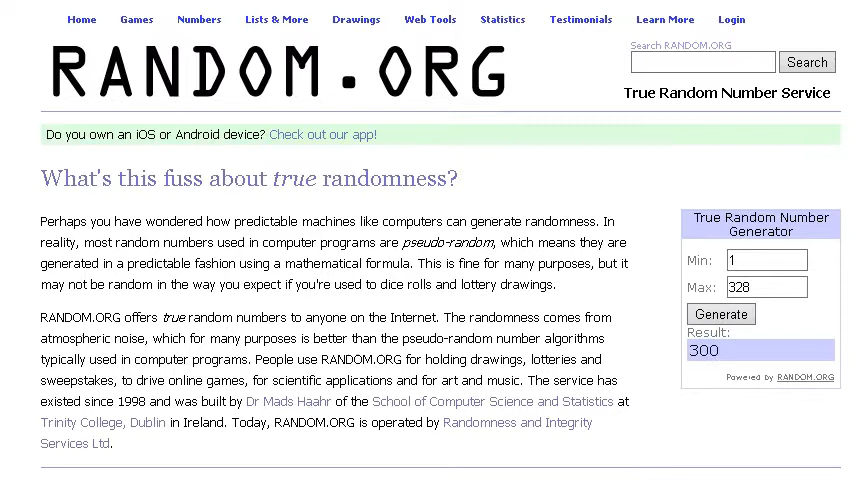 Home Games Numbers Lists & More Drawings Web Tools Statistics Testimonials Learn More Login
RANDOM.ORG
Search RANDOM.ORG
Search
True Random Number Service
Do you own an iOS or Android device? Check out our app!
What's this fuss about true randomness?
Perhaps you have wondered how predictable machines like computers can generate randomness. In
reality, most random numbers used in computer programs are pseudo-random, which means they are
generated in a predictable fashion using a mathematical formula. This is fine for many purposes, but it
may not be random in the way you expect if you're used to dice rolls and lottery drawings.
RANDOM.ORG offers true random numbers to anyone on the Internet. The randomness comes from
atmospheric noise, which for many purposes is better than the pseudo-random number algorithms
typically used in computer programs. People use RANDOM.ORG for holding drawings, lotteries and
sweepstakes, to drive online games, for scientific applications and for art and music. The service has
existed since 1998 and was built by Dr Mads Haahr of the School of Computer Science and Statistics at
Trinity College, Dublin in Ireland. Today, RANDOM.ORG is operated by Randomness and Integrity
Services Ltd.
True Random Number
Generator
Min: 1
Max: 328
Generate
Result:
300
Powered by RANDOM.ORG